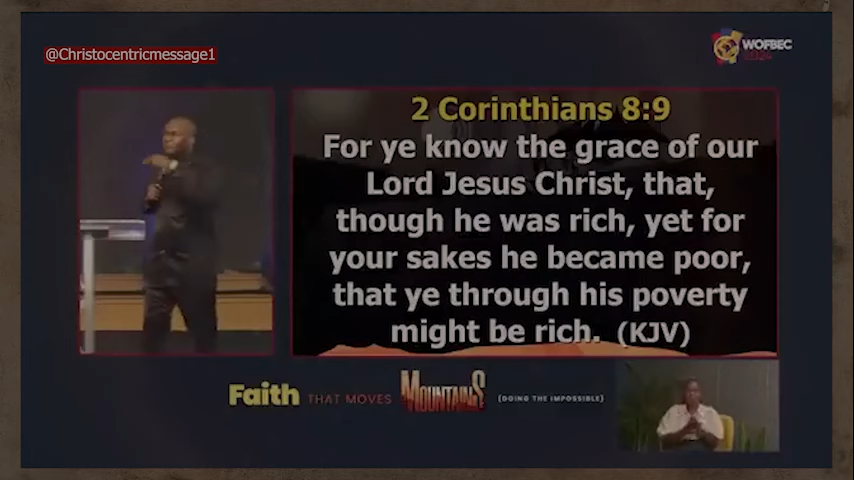 @Christocentricmessage1
WOFBEC
2024
2 Corinthians 8:9
For ye know the grace of our
Lord Jesus Christ, that,
though he was rich, yet for
your sakes he became poor,
that ye through his poverty
might be rich. (KJV)
Faith THAT MOVES MOUNTAINS (DOING THE IMPOSSIBLE)